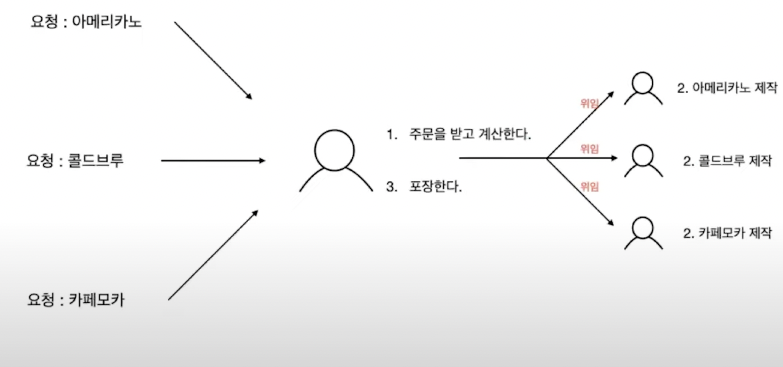 요청 : 아메리카노
요청 : 콜드브루
요청 : 카페모카
1. 주문을 받고 계산한다.
3. 포장한다.
위임
위임
위임
2. 아메리카노 제작
2. 콜드브루 제작
2. 카페모카 제작